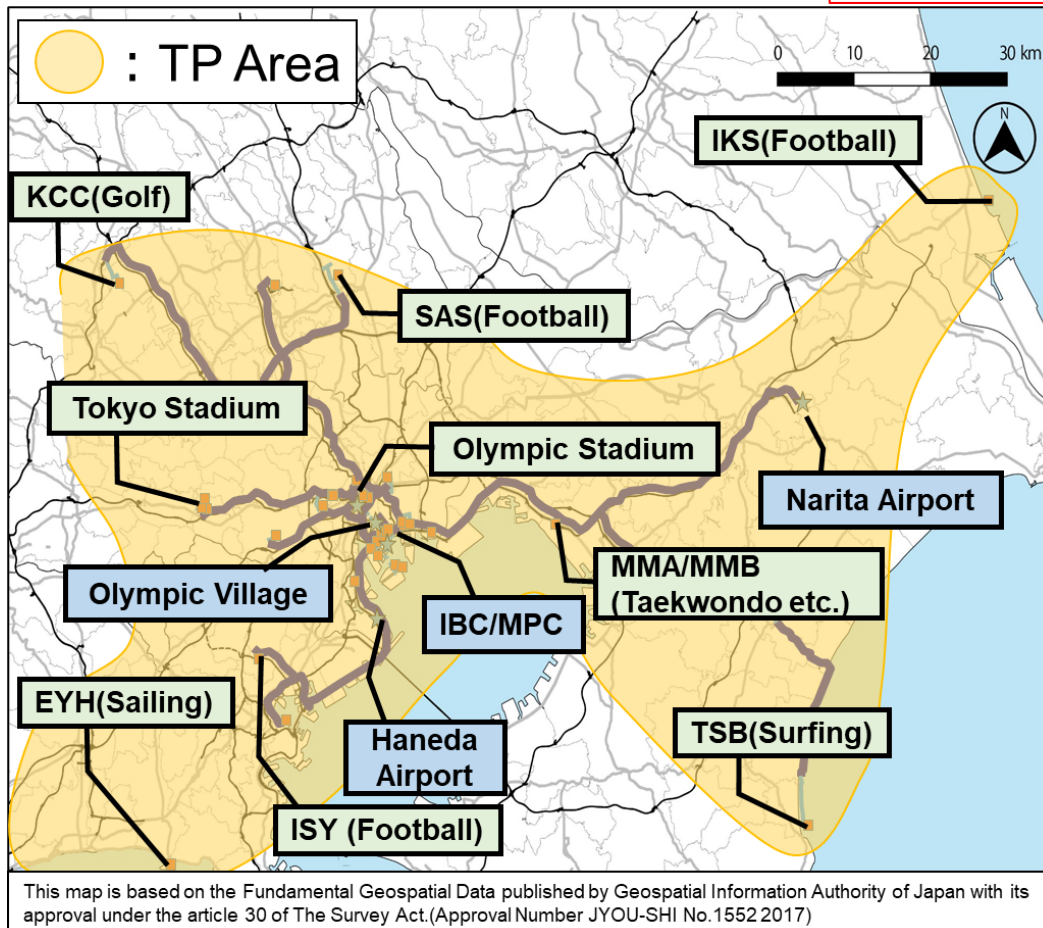 : TP Area
0 10 20 30 km
N
IKS(Football)
KCC(Golf)
SAS(Football)
Tokyo Stadium
Olympic Stadium
Narita Airport
Olympic Village
IBC/MPC
MMA/MMB
(Taekwondo etc.)
EYH(Sailing)
Haneda
Airport
TSB(Surfing)
ISY (Football)
This map is based on the Fundamental Geospatial Data published by Geospatial Information Authority of Japan with its
approval under the article 30 of The Survey Act.(Approval Number JYOU-SHI No.1552 2017)